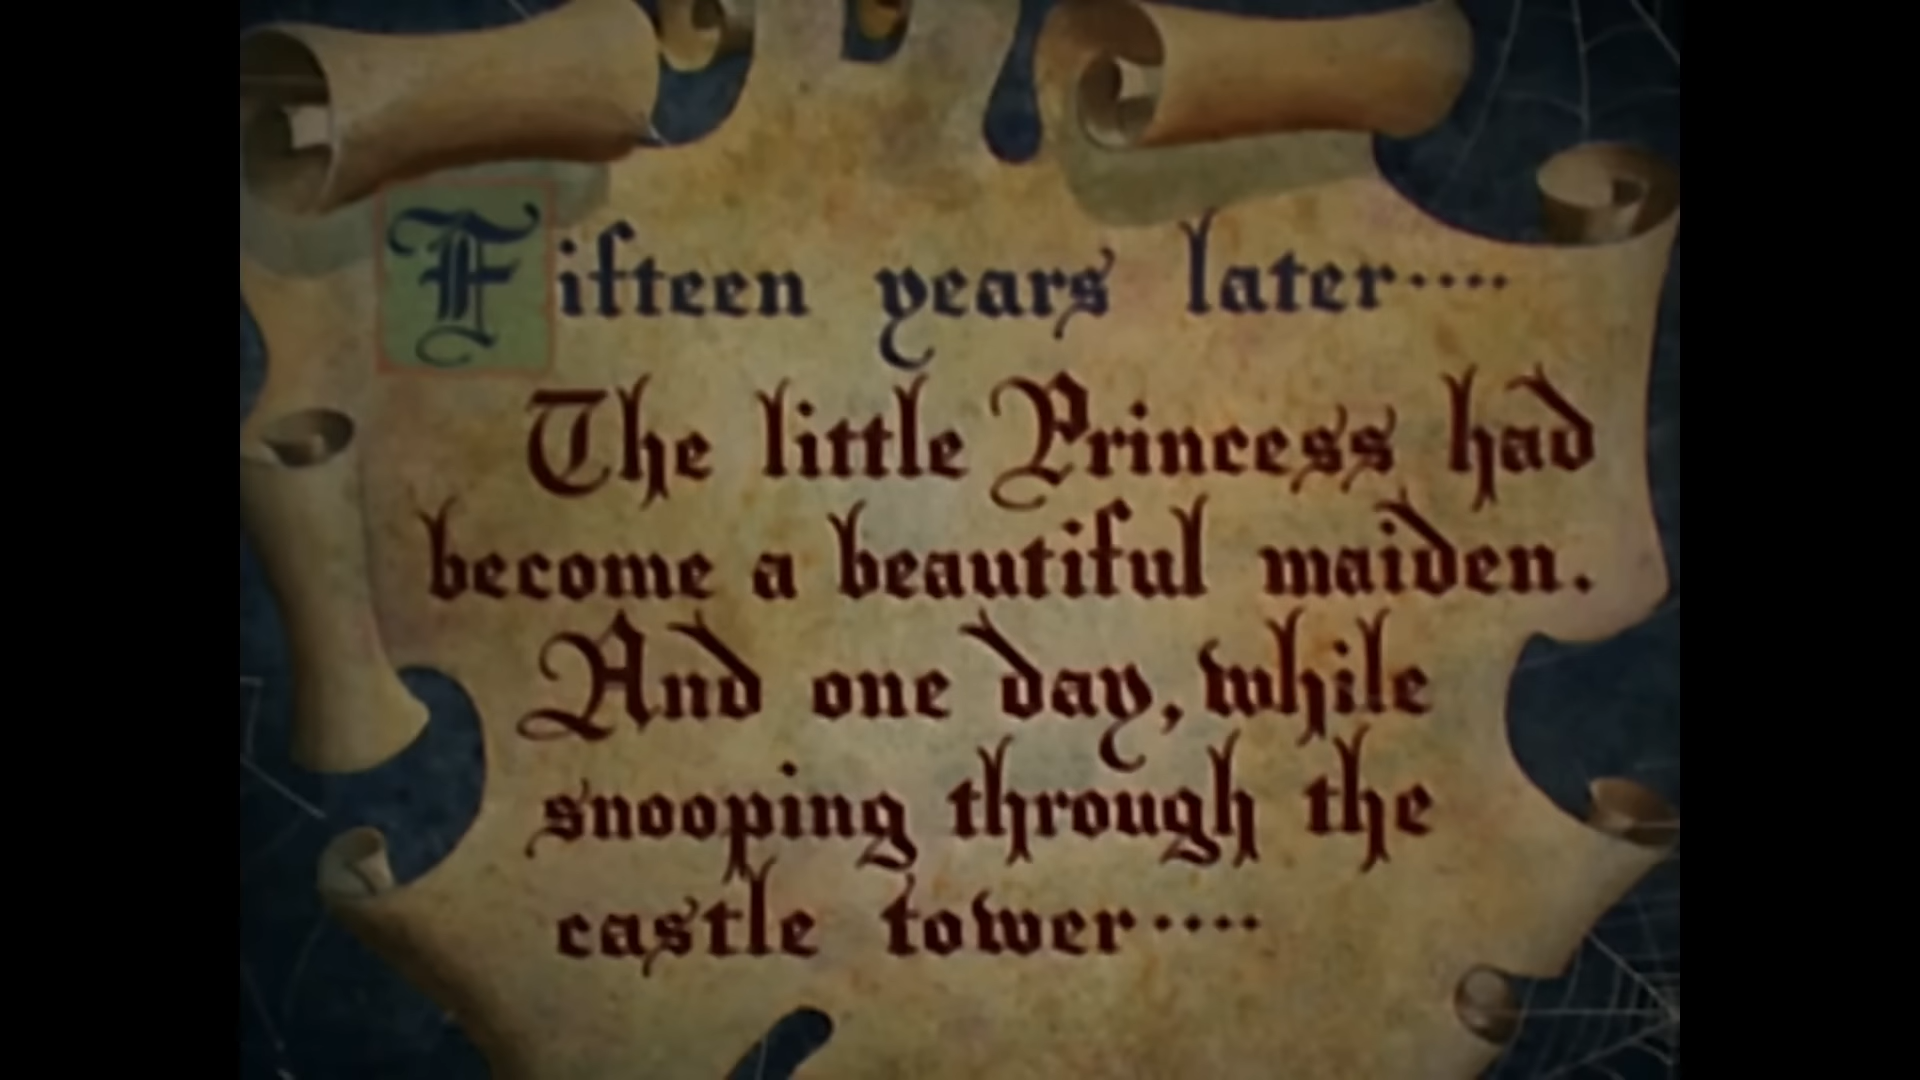 Fifteen years later....
The little Princess had
become a beautiful maiden.
And one day, while
snooping through the
castle tower....